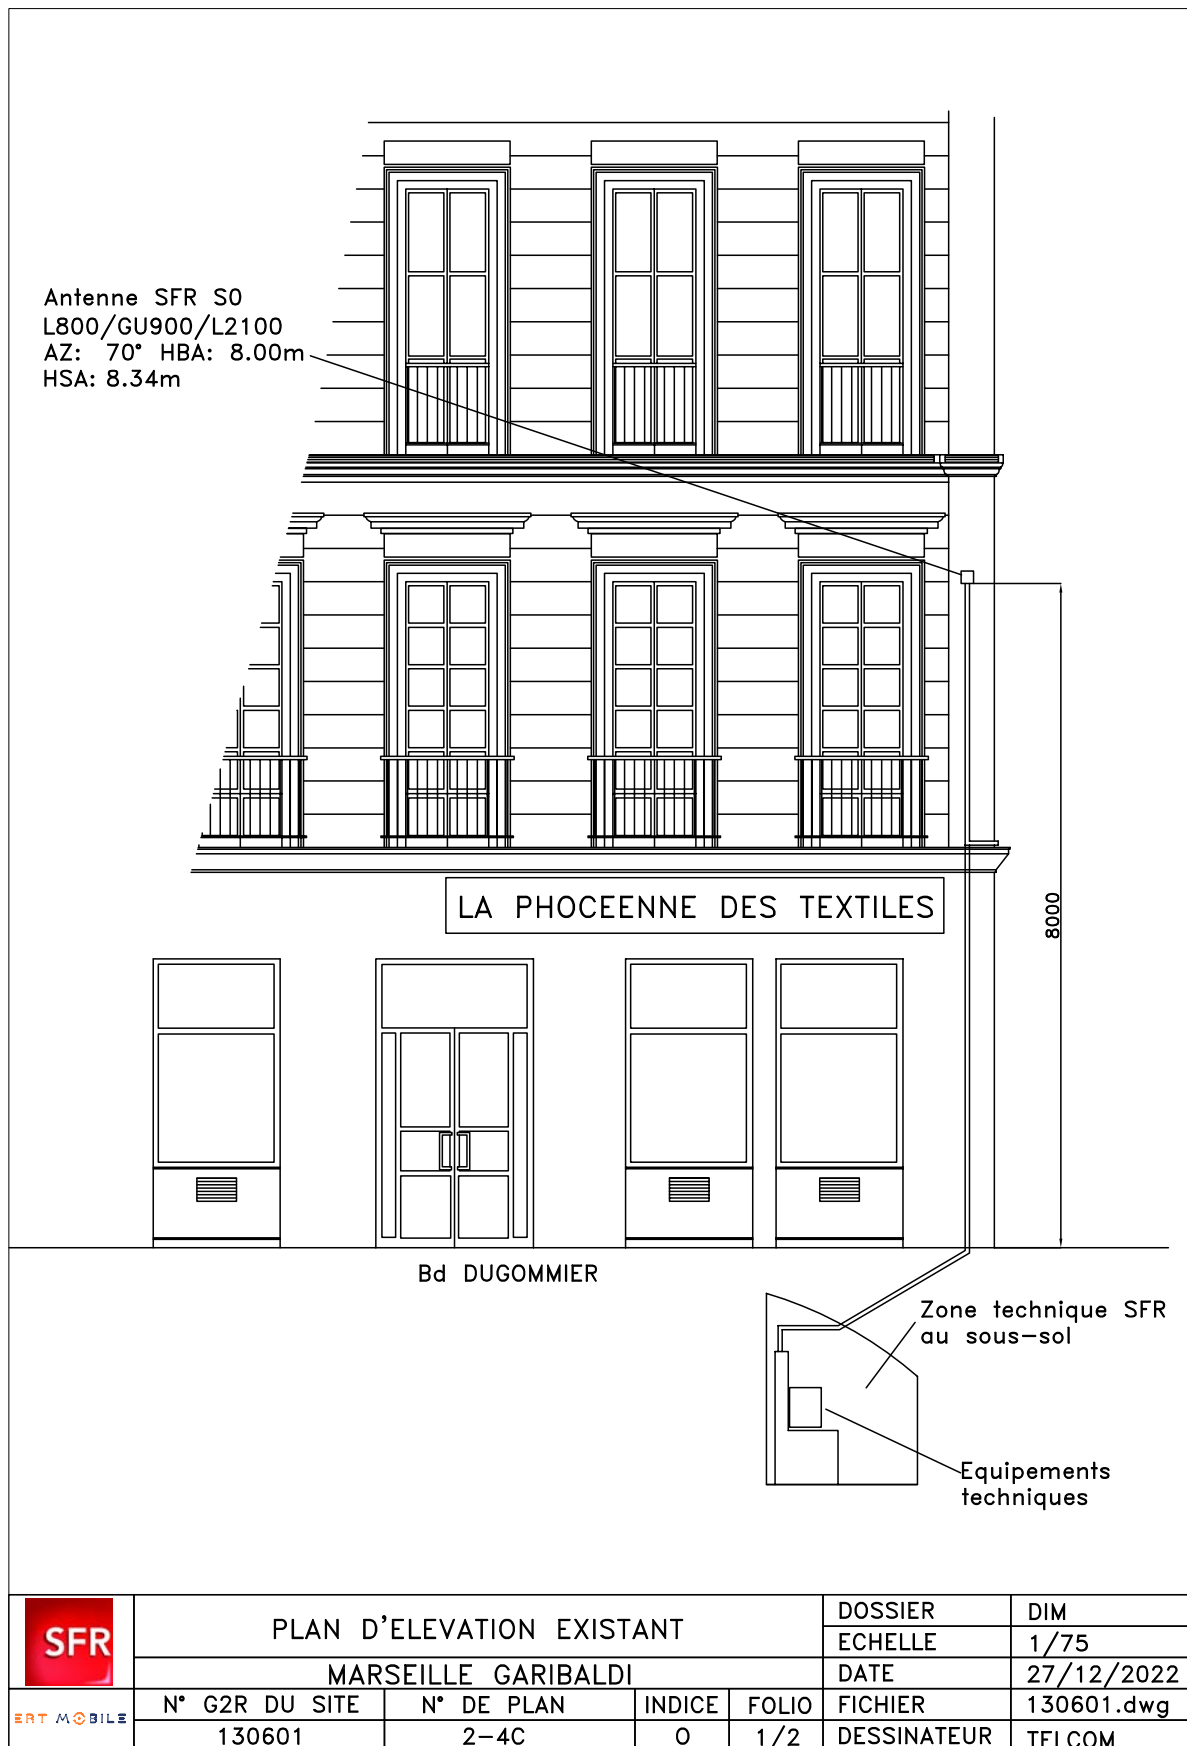 Antenne SFR S0
L800/GU900/L2100
AZ: 70° HBA: 8.00m
HSA: 8.34m
LA PHOCEENNE DES TEXTILES
8000
Bd DUGOMMIER
Zone technique SFR
au sous-sol
Equipements
techniques
SFR
PLAN D'ELEVATION EXISTANT
MARSEILLE GARIBALDI
DOSSIER DIM
ECHELLE 1/75
DATE 27/12/2022
ERT MOBILE
N° G2R DU SITE N° DE PLAN INDICE FOLIO FICHIER 130601.dwg
130601 2-4C O 1/2 DESSINATEUR TELCOM